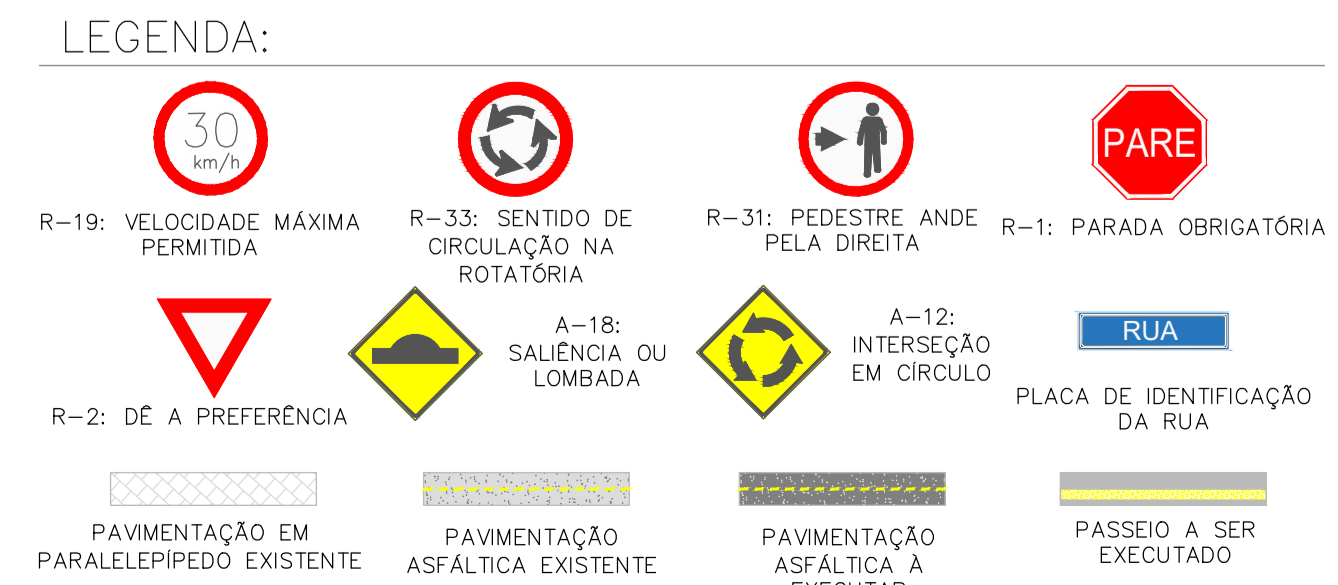 LEGENDA:
30
km/h
R-19: VELOCIDADE MÁXIMA
PERMITIDA
R-33: SENTIDO DE
CIRCULAÇÃO NA
ROTATÓRIA
R-31: PEDESTRE ANDE
PELA DIREITA
PARE
R-1: PARADA OBRIGATÓRIA
R-2: DÊ A PREFERÊNCIA
A-18:
SALIÊNCIA OU
LOMBADA
A-12:
INTERSEÇÃO
EM CÍRCULO
RUA
PLACA DE IDENTIFICAÇÃO
DA RUA
PAVIMENTAÇÃO EM
PARALELEPÍPEDO EXISTENTE
PAVIMENTAÇÃO
ASFÁLTICA EXISTENTE
PAVIMENTAÇÃO
ASFÁLTICA À
EXECUTAR
PASSEIO A SER
EXECUTADO